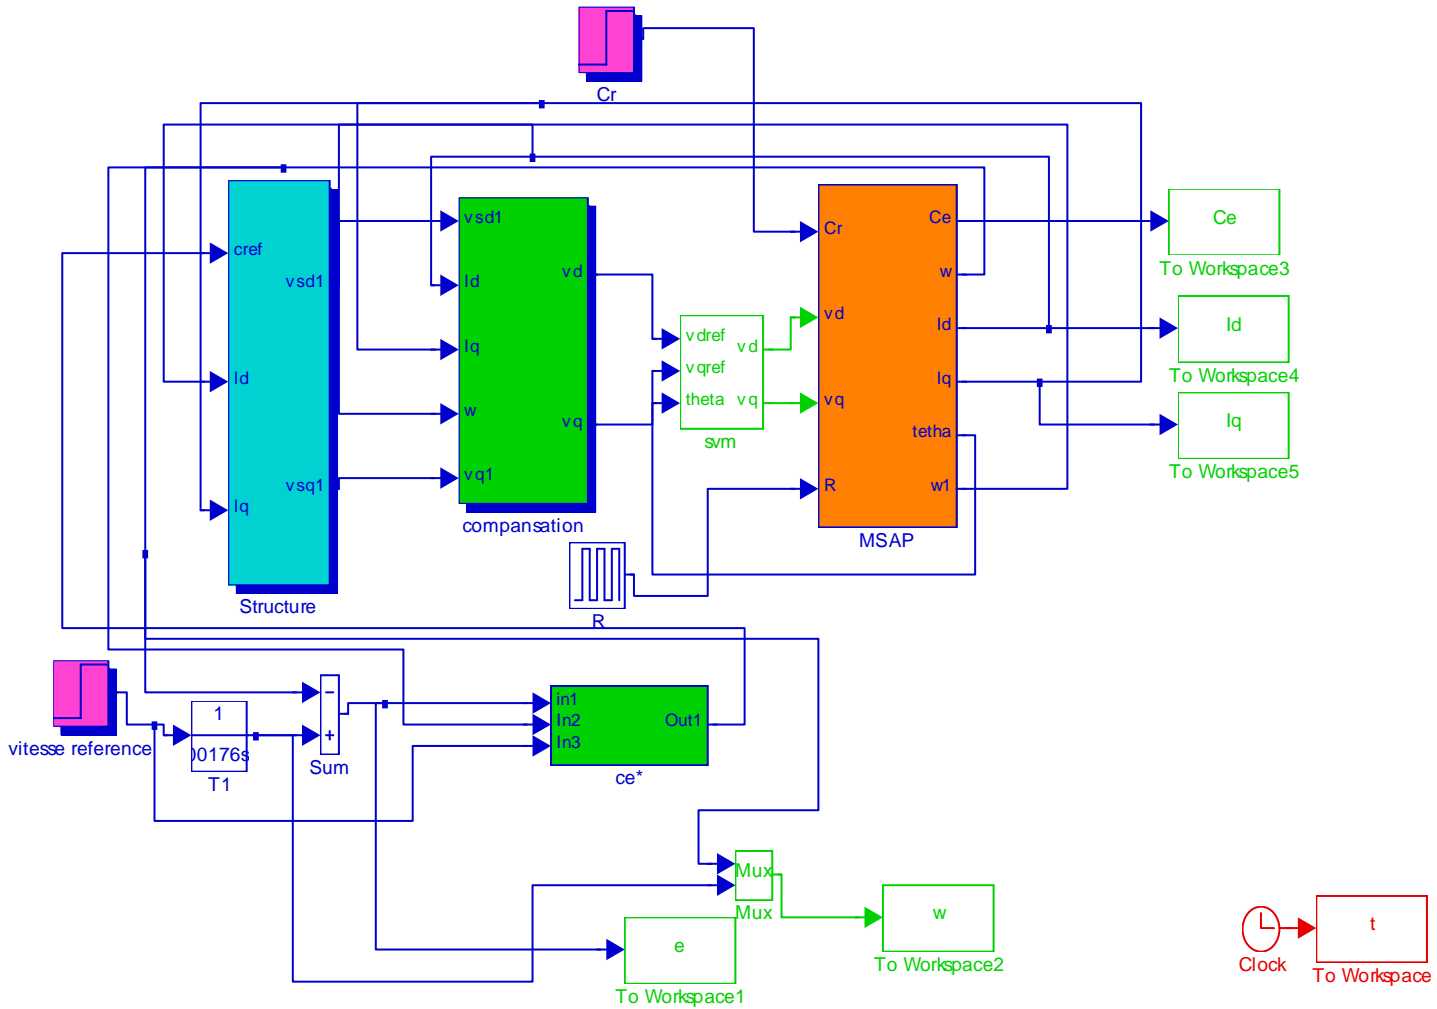 Cr
Structure
cref
Id
Iq
vsd1
vsq1
compansation
vsd1
Id
Iq
w
vq1
vd
vq
svm
vdref
vqref
theta
vd
vq
MSAP
Cr
vd
vq
R
Ce
w
Id
Iq
tetha
w1
Ce
To Workspace3
Id
To Workspace4
Iq
To Workspace5
R
vitesse reference
1
00176s
T1
−
+
Sum
in1
In2
In3
Out1
ce*
Mux
Mux
e
To Workspace1
w
To Workspace2
Clock
t
To Workspace